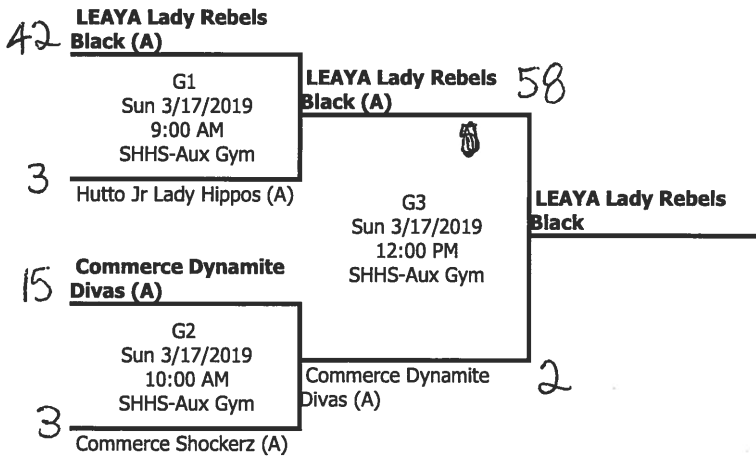 42
LEAYA Lady Rebels
Black (A)
G1
Sun 3/17/2019
9:00 AM
SHHS-Aux Gym
3
Hutto Jr Lady Hippos (A)
LEAYA Lady Rebels
Black (A)
58
G3
Sun 3/17/2019
12:00 PM
SHHS-Aux Gym
LEAYA Lady Rebels
Black
15
Commerce Dynamite
Divas (A)
G2
Sun 3/17/2019
10:00 AM
SHHS-Aux Gym
3
Commerce Shockerz (A)
Commerce Dynamite
Divas (A)
2